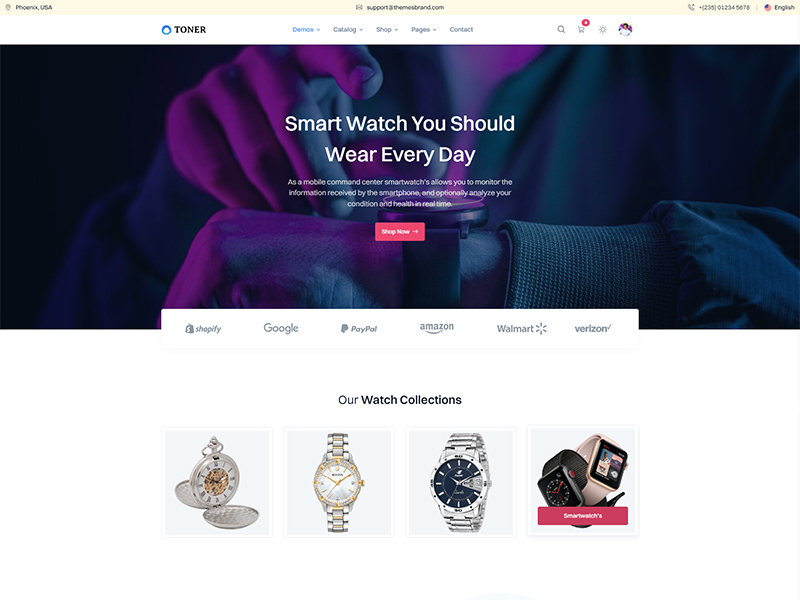 Phoenix, USA
support@themesbrand.com
+(235) 01234 5678
English
TONER
Demos
Catalog
Shop
Pages
Contact
Smart Watch You Should
Wear Every Day
As a mobile command center smartwatch's allows you to monitor the
information received by the smartphone, and optionally analyze your
condition and health in real time.
Shop Now →
shopify
Google
PayPal
amazon
Walmart
verizon✓
Our Watch Collections
Smartwatch's